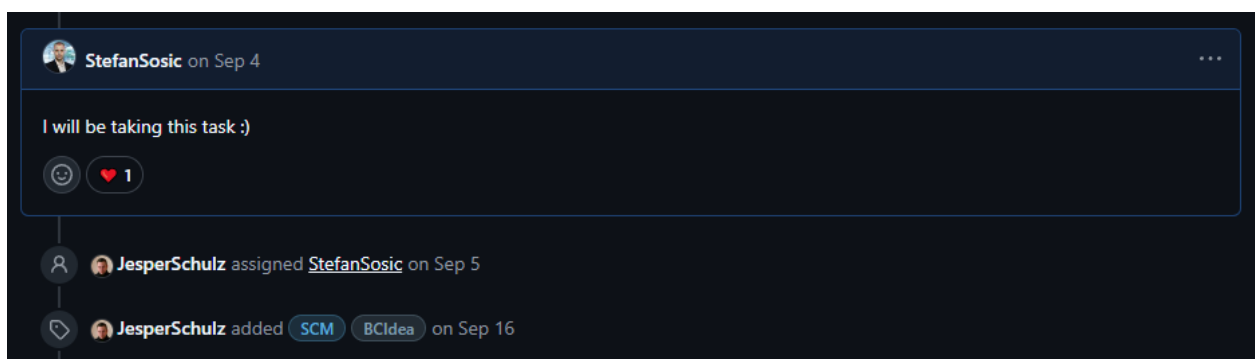 StefanSosic on Sep 4
I will be taking this task :)
1
JesperSchulz assigned StefanSosic on Sep 5
JesperSchulz added SCM BCIdea on Sep 16